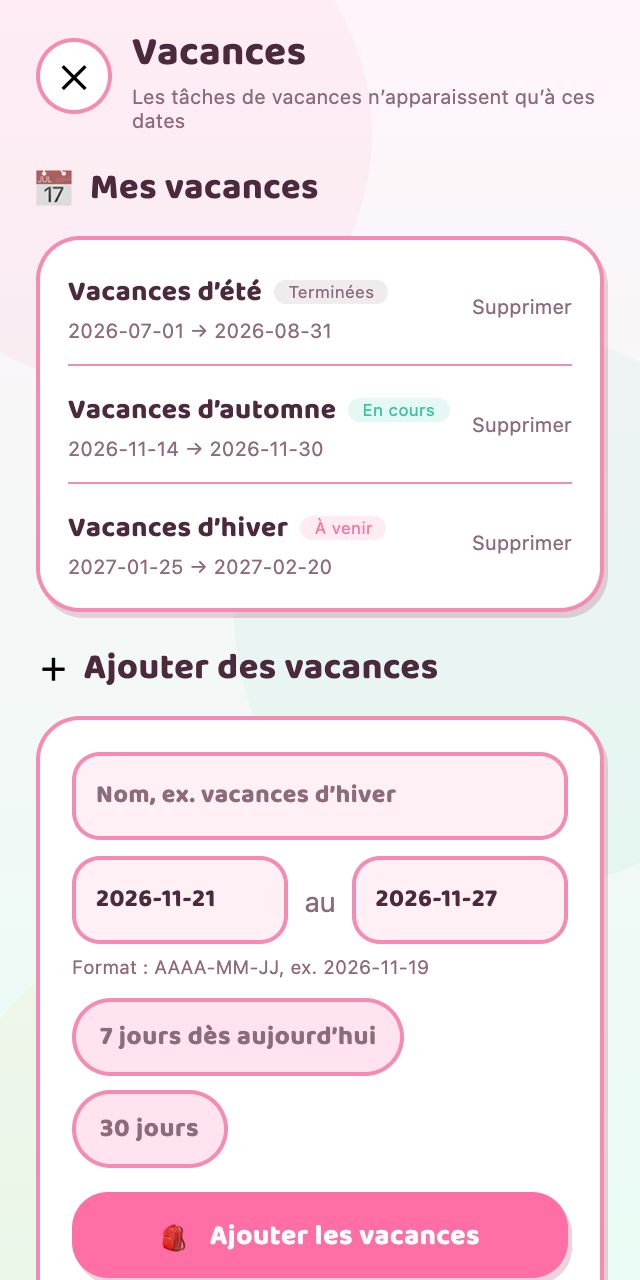 Vacances
Les tâches de vacances n’apparaissent qu’à ces
dates
JUL
17
Mes vacances
Vacances d’été
Terminées
2026-07-01 → 2026-08-31
Supprimer
Vacances d’automne
En cours
2026-11-14 → 2026-11-30
Supprimer
Vacances d’hiver
À venir
2027-01-25 → 2027-02-20
Supprimer
+ Ajouter des vacances
Nom, ex. vacances d’hiver
2026-11-21
au
2026-11-27
Format : AAAA-MM-JJ, ex. 2026-11-19
7 jours dès aujourd’hui
30 jours
Ajouter les vacances